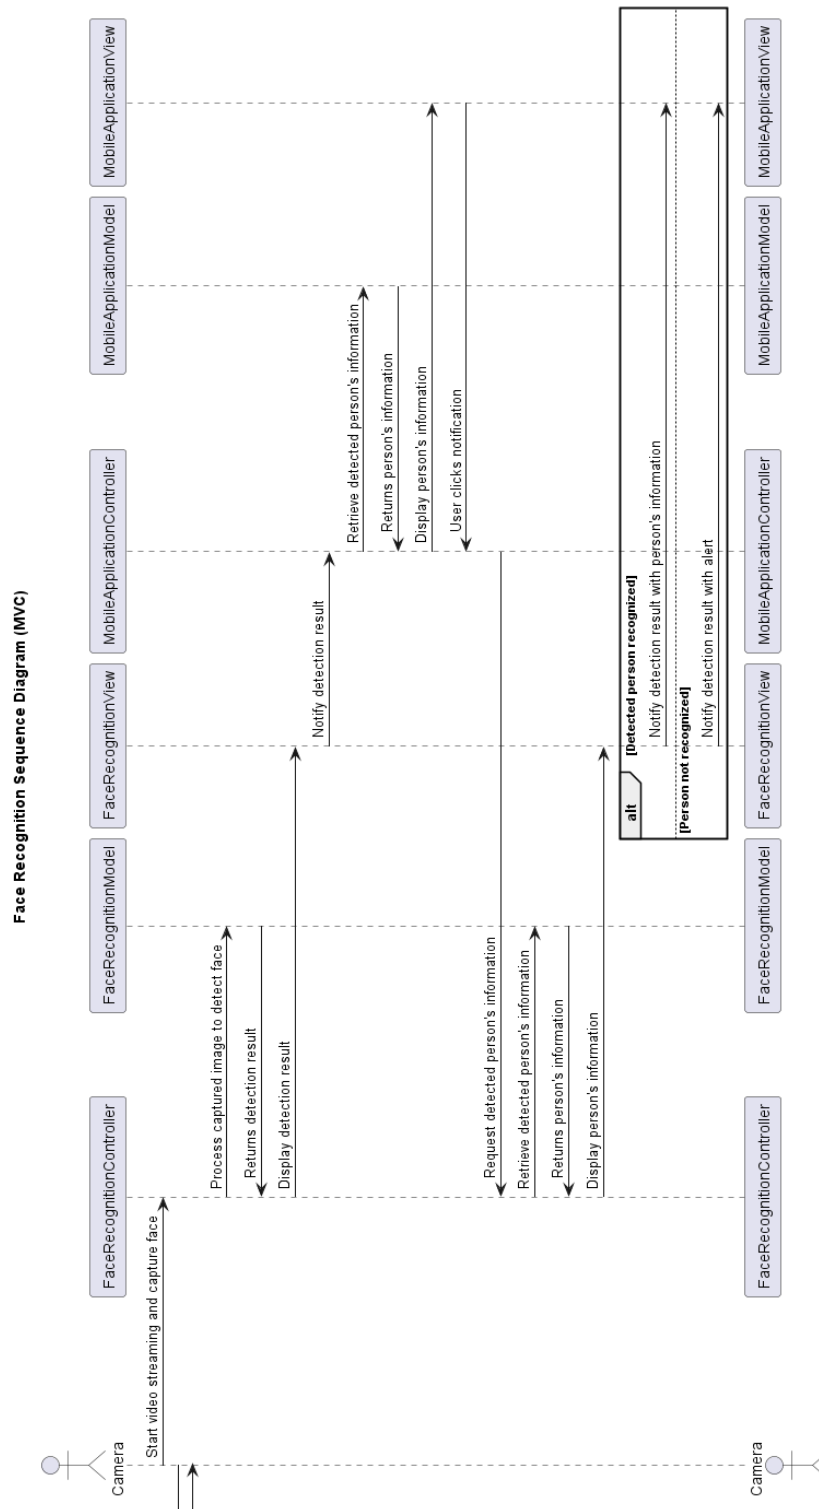 Face Recognition Sequence Diagram (MVC)
Camera
FaceRecognitionController
FaceRecognitionModel
FaceRecognitionView
MobileApplicationController
MobileApplicationModel
MobileApplicationView
Start video streaming and capture face
Process captured image to detect face
Returns detection result
Display detection result
Notify detection result
Retrieve detected person's information
Returns person's information
Display person's information
User clicks notification
Request detected person's information
Retrieve detected person's information
Returns person's information
Display person's information
alt
[Detected person recognized]
Notify detection result with person's information
[Person not recognized]
Notify detection result with alert
Camera
FaceRecognitionController
FaceRecognitionModel
FaceRecognitionView
MobileApplicationController
MobileApplicationModel
MobileApplicationView